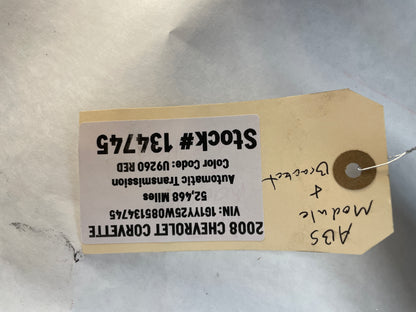 2008 CHEVROLET CORVETTE
VIN: 1G1YY25W085134745
52,468 Miles
Automatic Transmission
Color Code: U9260 RED
Stock# 134745
ABS
Module
+
Bracket